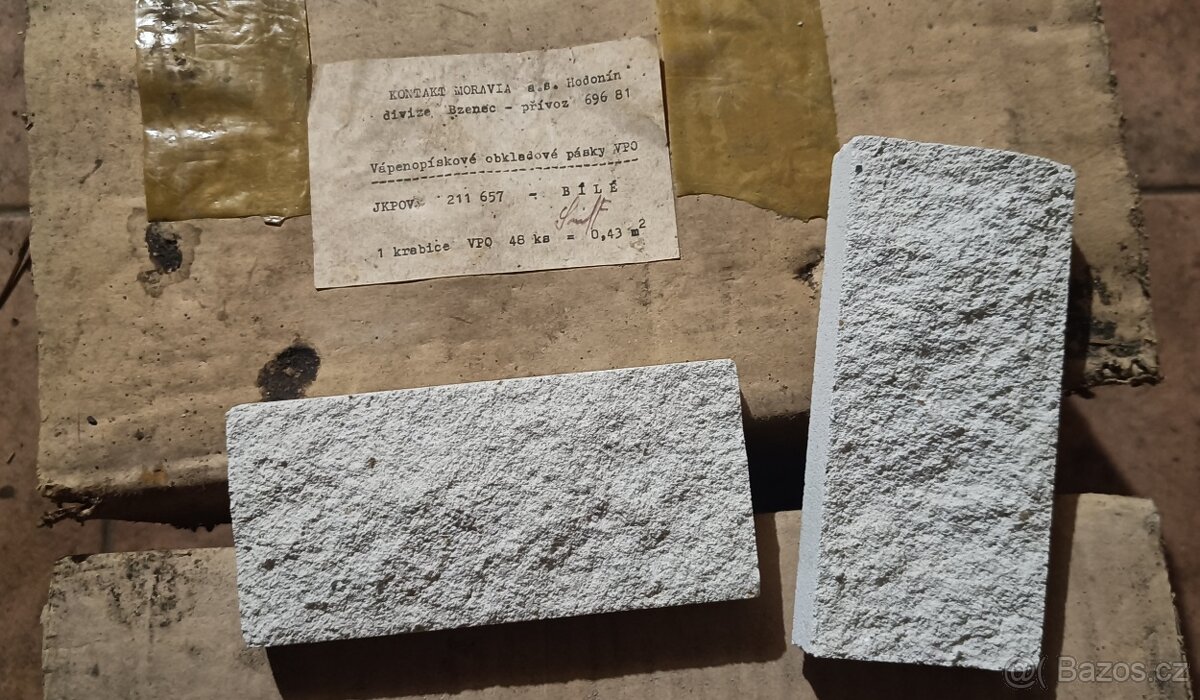 KONTAKT MORAVIA a.s. Hodonín
divize Bzenec - přívoz 696 81
Vápenopískové obkladové pásky VPO
JKPOV: 211 657 - BÍLÉ
1 krabice VPO 48 ks = 0,43 m²
@( Bazos.cz